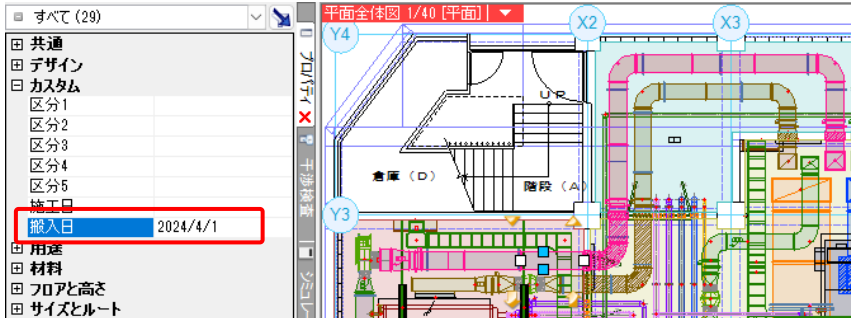 すべて (29)
共通
デザイン
カスタム
区分1
区分2
区分3
区分4
区分5
施工日
搬入日 2024/4/1
用途
材料
フロアと高さ
サイズとルート
プロパティ
干渉検査
シミュレ
平面全体図 1/40 [平面]
X2
X3
Y4
UP
倉庫（D）
階段（A）
Y3